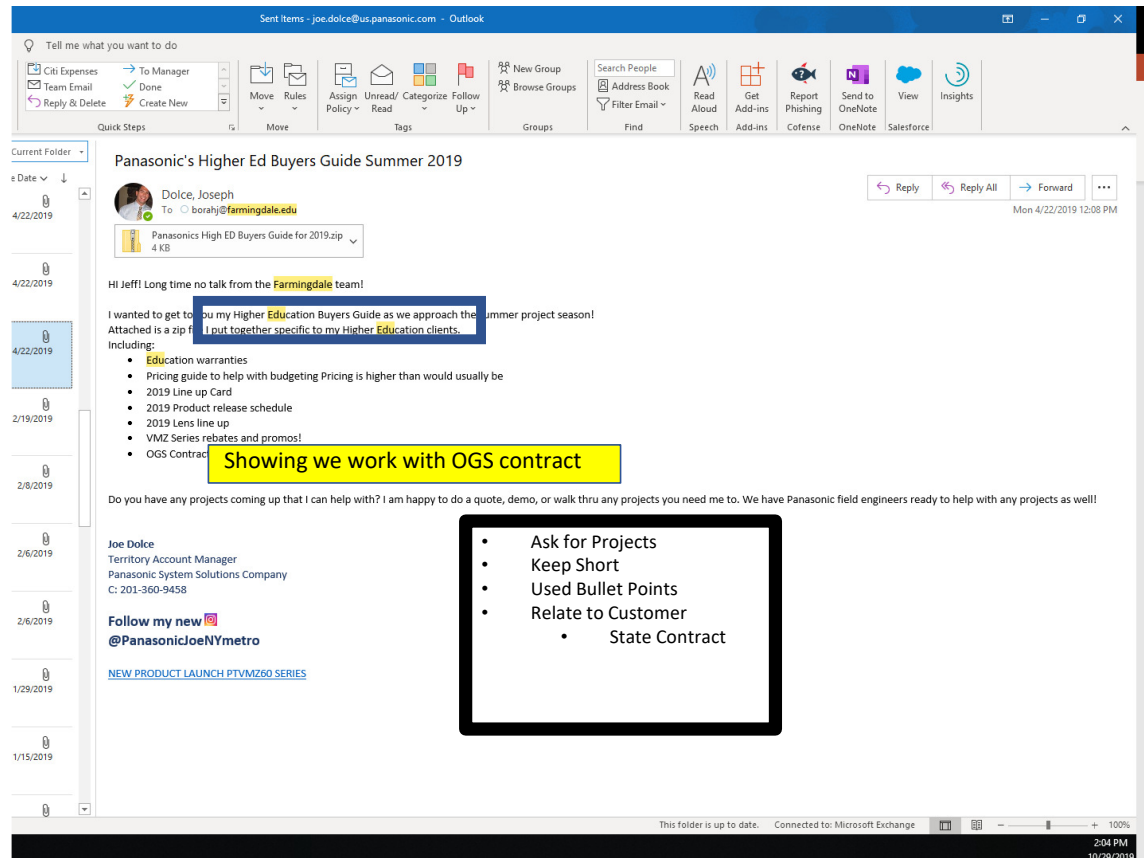 Sent Items - joe.dolce@us.panasonic.com - Outlook
Tell me what you want to do
Citi Expenses
To Manager
Team Email
Done
Reply & Delete
Create New
Move
Rules
Assign Policy
Unread/ Read
Categorize
Follow Up
New Group
Browse Groups
Search People
Address Book
Filter Email
Read Aloud
Get Add-ins
Report Phishing
Send to OneNote
View
Insights
Quick Steps
Move
Tags
Groups
Find
Speech
Add-ins
Cofense
OneNote
Salesforce
Current Folder
e Date
4/22/2019
4/22/2019
4/22/2019
2/19/2019
2/8/2019
2/6/2019
2/6/2019
1/29/2019
1/15/2019
Panasonic's Higher Ed Buyers Guide Summer 2019
Dolce, Joseph
To borahj@farmingdale.edu
Reply
Reply All
Forward
Mon 4/22/2019 12:08 PM
Panasonics High ED Buyers Guide for 2019.zip
4 KB
HI Jeff! Long time no talk from the Farmingdale team!
I wanted to get to you my Higher Education Buyers Guide as we approach the summer project season!
Attached is a zip I put together specific to my Higher Education clients.
Including:
• Education warranties
• Pricing guide to help with budgeting Pricing is higher than would usually be
• 2019 Line up Card
• 2019 Product release schedule
• 2019 Lens line up
• VMZ Series rebates and promos!
• OGS Contract
Showing we work with OGS contract
Do you have any projects coming up that I can help with? I am happy to do a quote, demo, or walk thru any projects you need me to. We have Panasonic field engineers ready to help with any projects as well!
Joe Dolce
Territory Account Manager
Panasonic System Solutions Company
C: 201-360-9458
Follow my new
@PanasonicJoeNYmetro
NEW PRODUCT LAUNCH PTVMZ60 SERIES
• Ask for Projects
• Keep Short
• Used Bullet Points
• Relate to Customer
• State Contract
This folder is up to date.
Connected to: Microsoft Exchange
100%
2:04 PM
10/29/2019